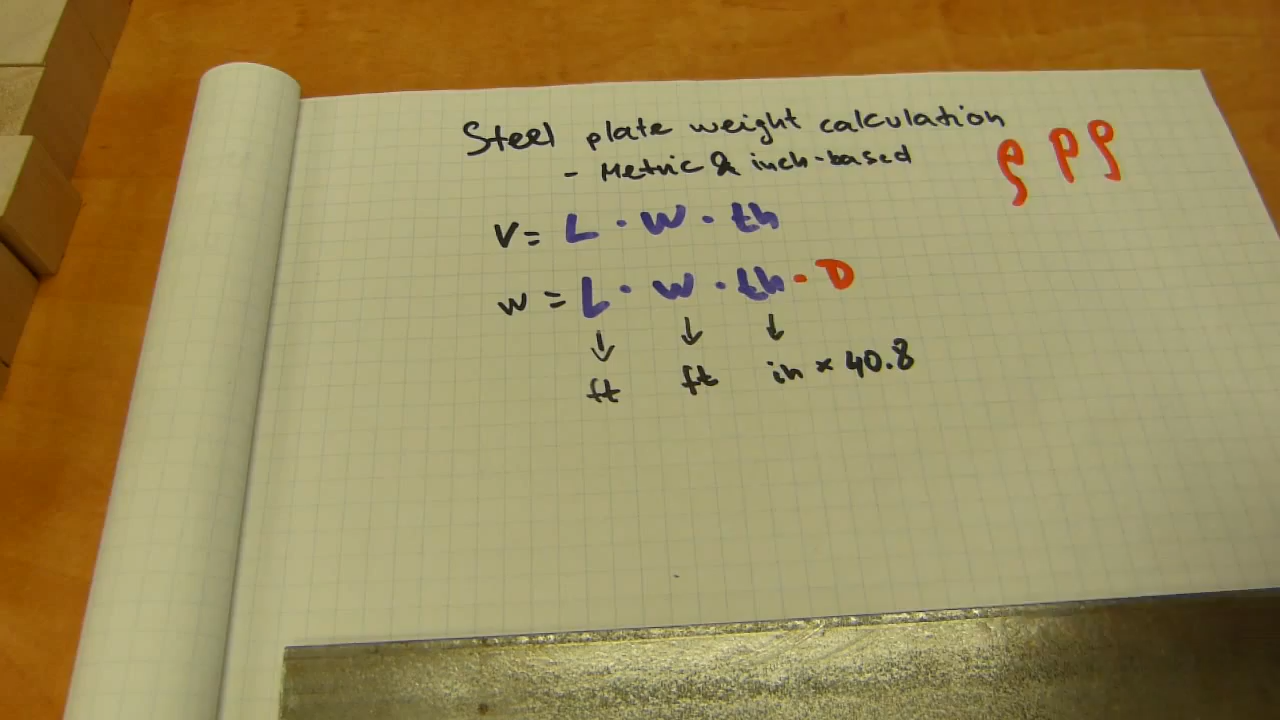 Steel plate weight calculation
- Metric & inch-based
ρ ρ ρ
V = L · W · th
w = L · W · th · D
↓ ↓ ↓
ft ft in × 40.8